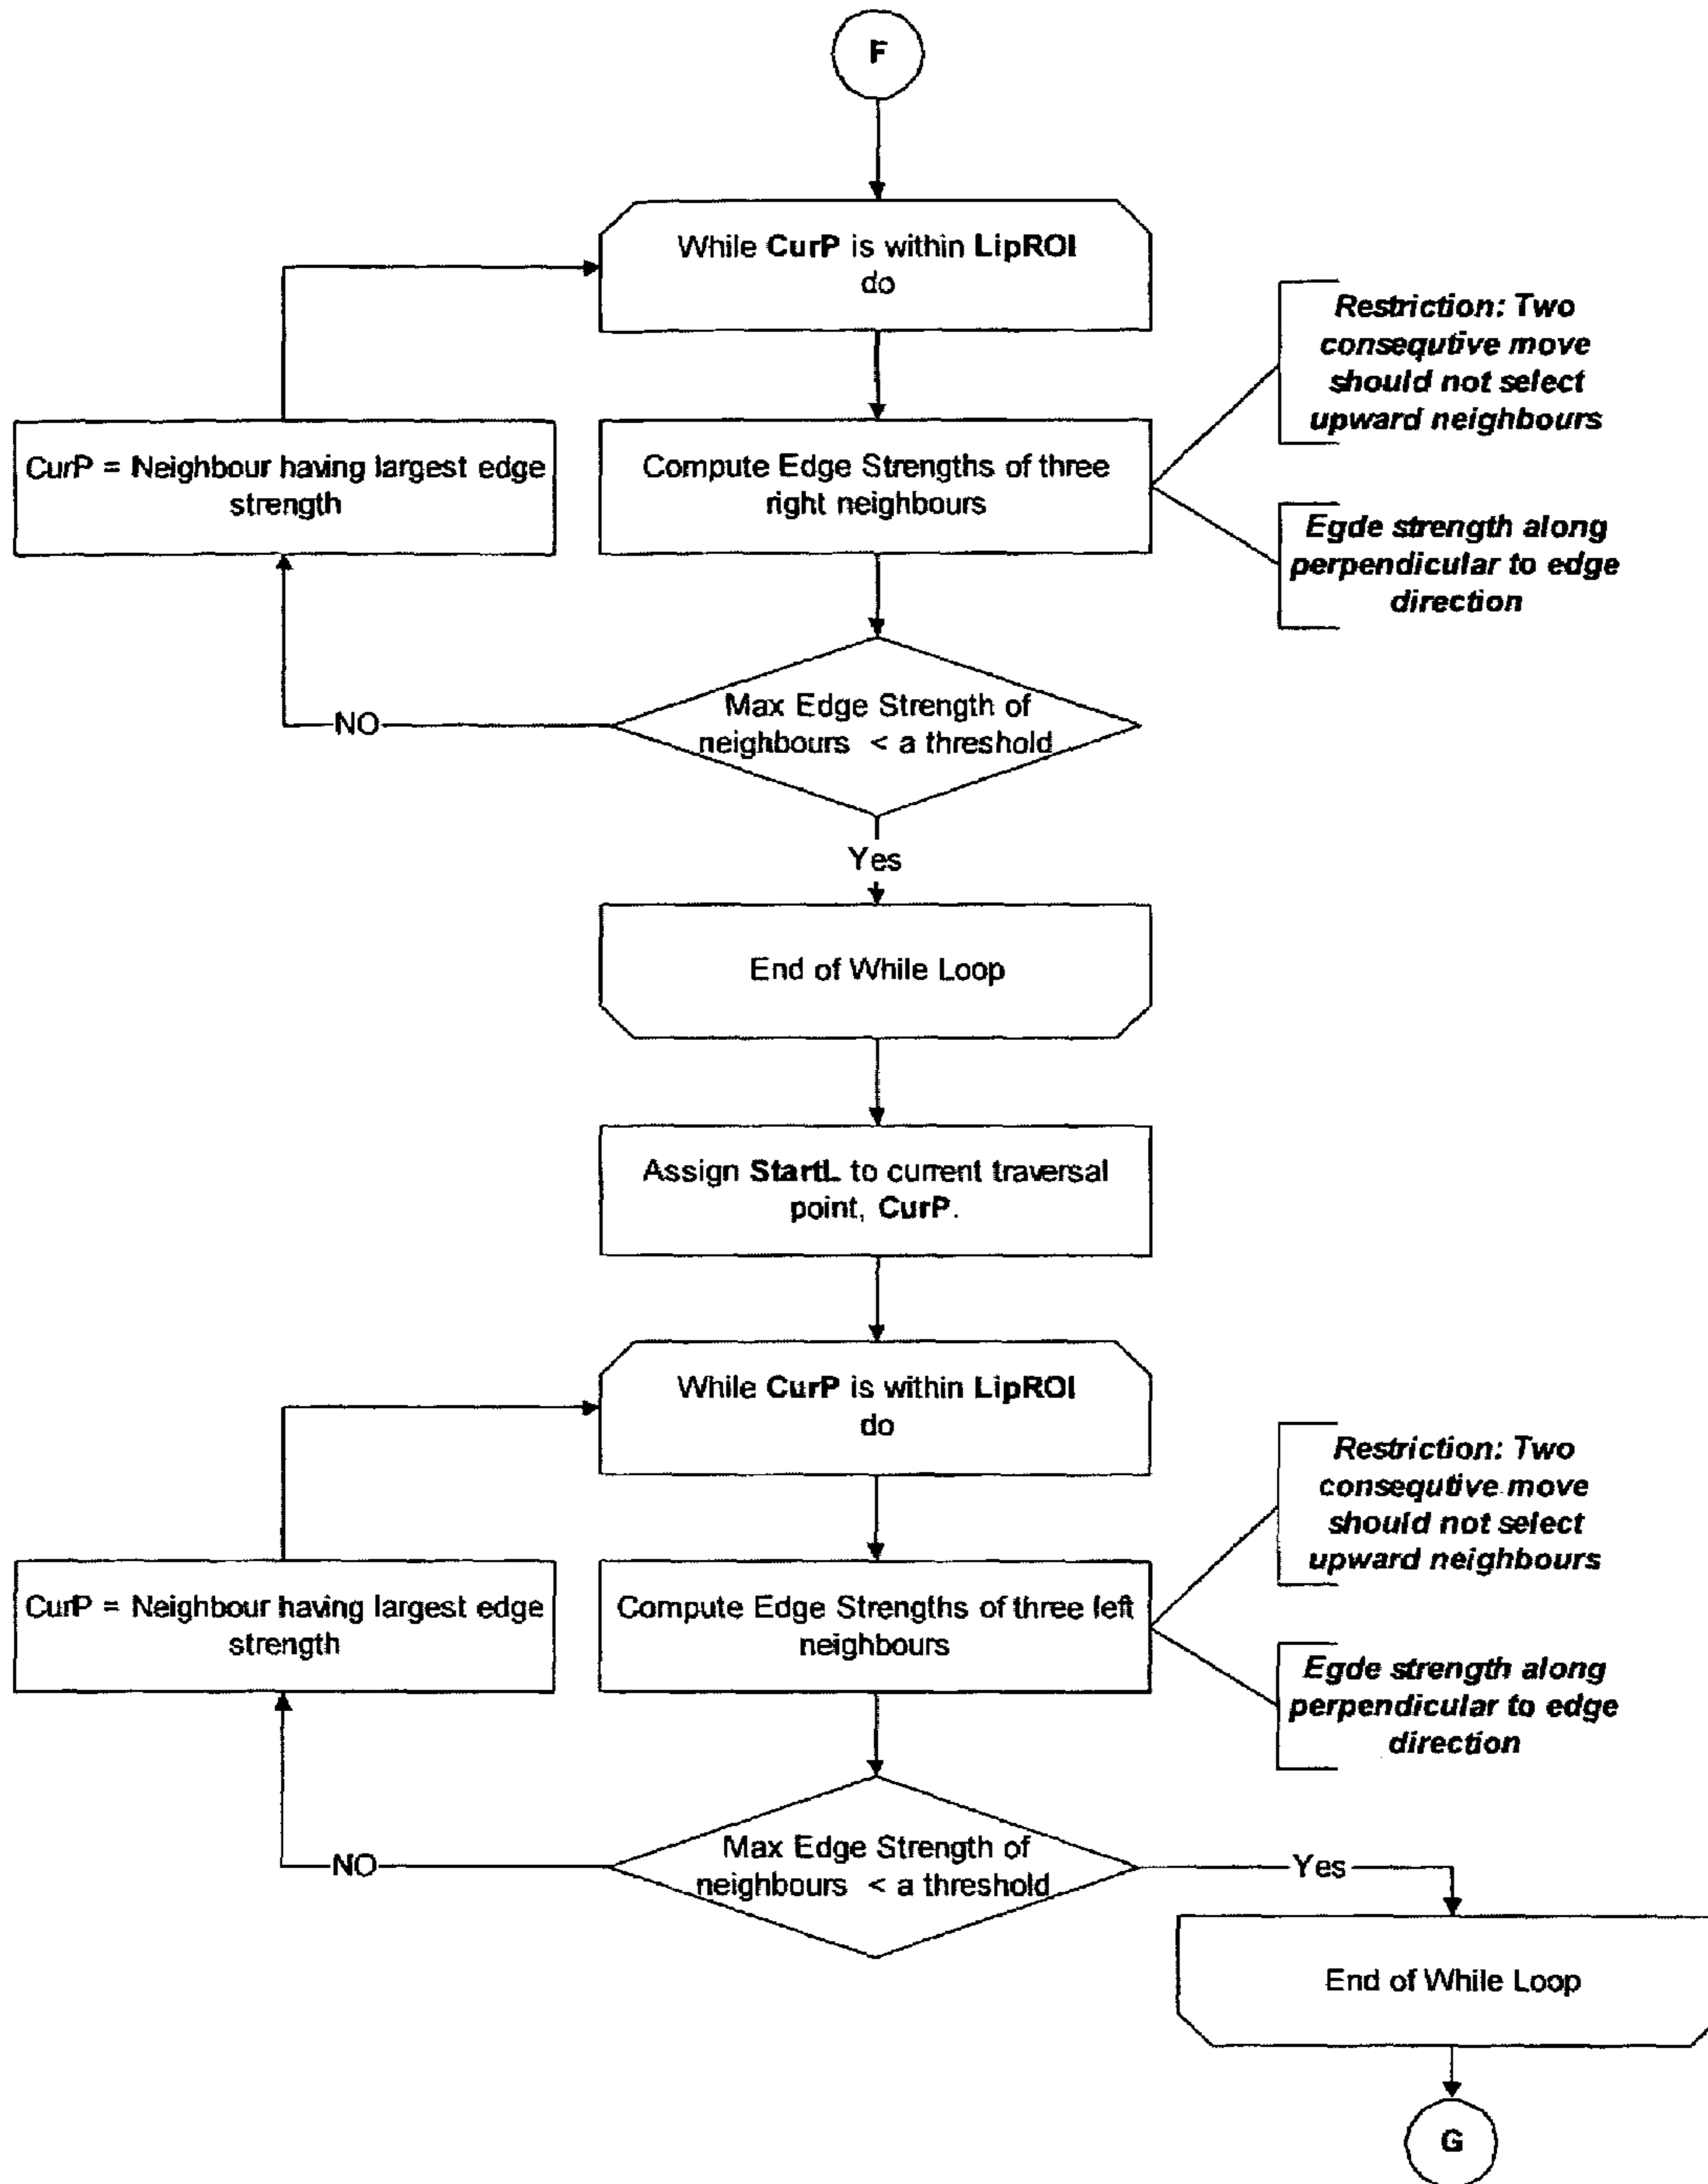 F
While CurP is within LipROI
do
Restriction: Two
consequtive move
should not select
upward neighbours
CurP = Neighbour having largest edge
strength
Compute Edge Strengths of three
right neighbours
Egde strength along
perpendicular to edge
direction
Max Edge Strength of
neighbours < a threshold
NO
Yes
End of While Loop
Assign StartL to current traversal
point, CurP.
While CurP is within LipROI
do
Restriction: Two
consequtive move
should not select
upward neighbours
CurP = Neighbour having largest edge
strength
Compute Edge Strengths of three left
neighbours
Egde strength along
perpendicular to edge
direction
Max Edge Strength of
neighbours < a threshold
NO
Yes
End of While Loop
G